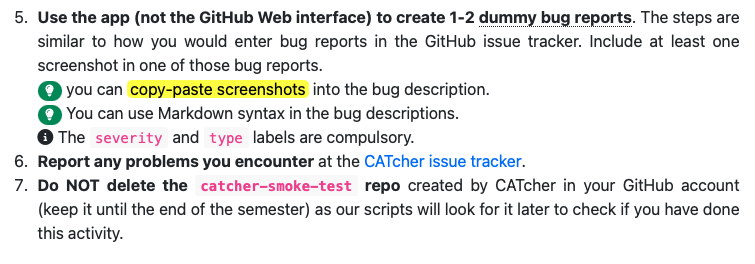 5. Use the app (not the GitHub Web interface) to create 1-2 dummy bug reports. The steps are
similar to how you would enter bug reports in the GitHub issue tracker. Include at least one
screenshot in one of those bug reports.
you can copy-paste screenshots into the bug description.
You can use Markdown syntax in the bug descriptions.
The severity and type labels are compulsory.
6. Report any problems you encounter at the CATcher issue tracker.
7. Do NOT delete the catcher-smoke-test repo created by CATcher in your GitHub account
(keep it until the end of the semester) as our scripts will look for it later to check if you have done
this activity.